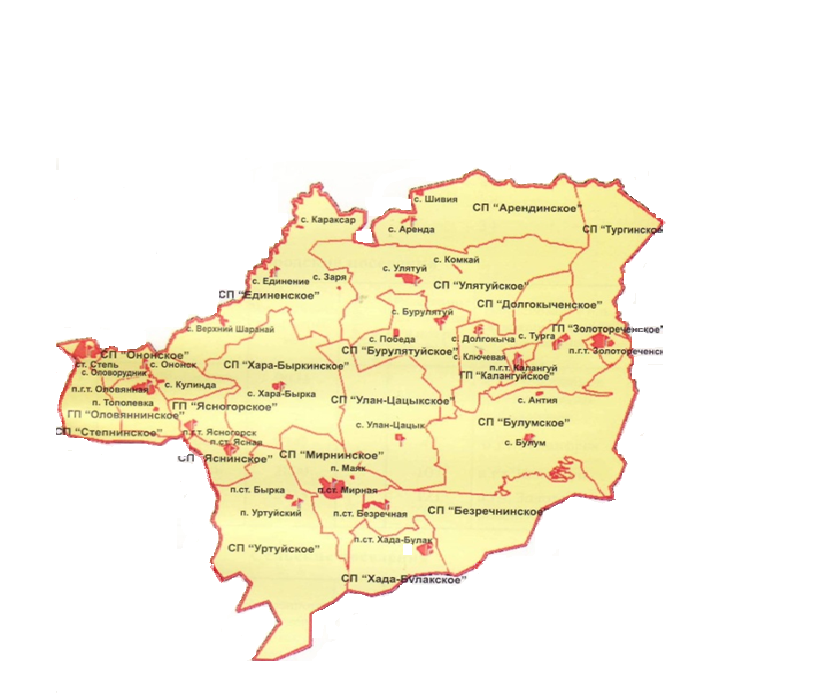 с. Шивия
СП "Арендинское"
с. Караксар
с. Аренда
СП "Тургинское
с. Комкай
с. Улятуй
с. Единение
с. Заря
СП "Улятуйское"
СП "Единенское"
СП "Долгокыченское"
с. Бурулятуй
с. Верхний Шаранай
ГП "Золотореченское"
с. Победа
с. Долгокыча
с. Турга
СП "Бурулятуйское"
п.г.т. Золотореченск
СП "Ононское"
с. Ключевая
ст. Степь
с. Ононск
СП "Хара-Быркинское"
п.г.т. Калангуй
с. Оловорудник
ГП "Калангуйское"
п.г.т. Оловянная
с. Кулинда
с. Хара-Бырка
СП "Улан-Цацыкское"
с. Антия
п. Тополевка
ГП "Ясногорское"
ГП "Оловяннинское"
с. Улан-Цацык
СП "Булумское"
СП "Степнинское"
п.г.т. Ясногорск
п.ст. Ясная
с. Булум
СП "Яснинское"
СП "Мирнинское"
п. Маяк
п.ст. Бырка
п.ст. Мирная
п. Уртуйский
п.ст. Безречная
СП "Безречнинское"
п.ст. Хада-Булак
СП "Уртуйское"
СП "Хада-Булакское"